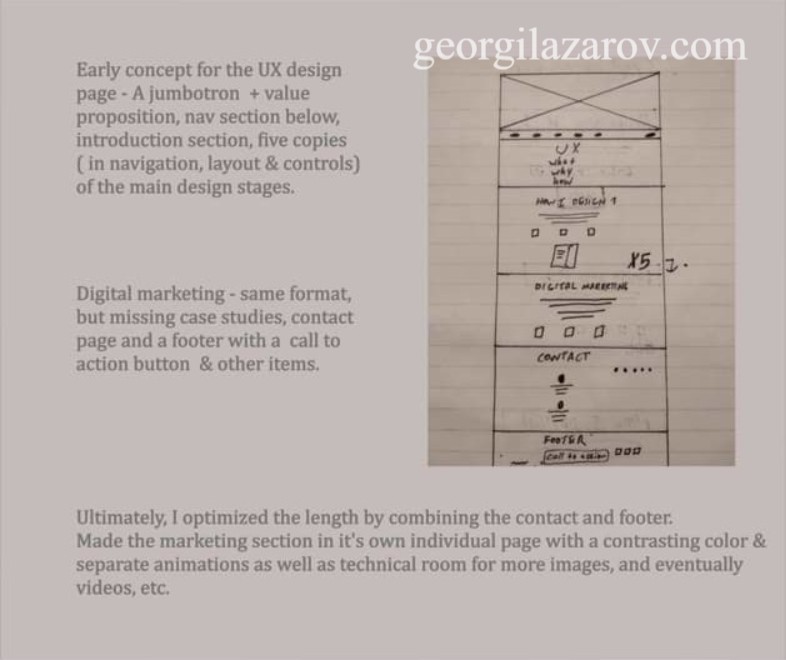 georgilazarov.com
Early concept for the UX design
page - A jumbotron + value
proposition, nav section below,
introduction section, five copies
( in navigation, layout & controls)
of the main design stages.
UX
what
why
how
HOW I DESIGN 1
X5
DIGITAL MARKETING
Digital marketing - same format,
but missing case studies, contact
page and a footer with a call to
action button & other items.
CONTACT
FOOTER
Call to action
Ultimately, I optimized the length by combining the contact and footer.
Made the marketing section in it's own individual page with a contrasting color &
separate animations as well as technical room for more images, and eventually
videos, etc.